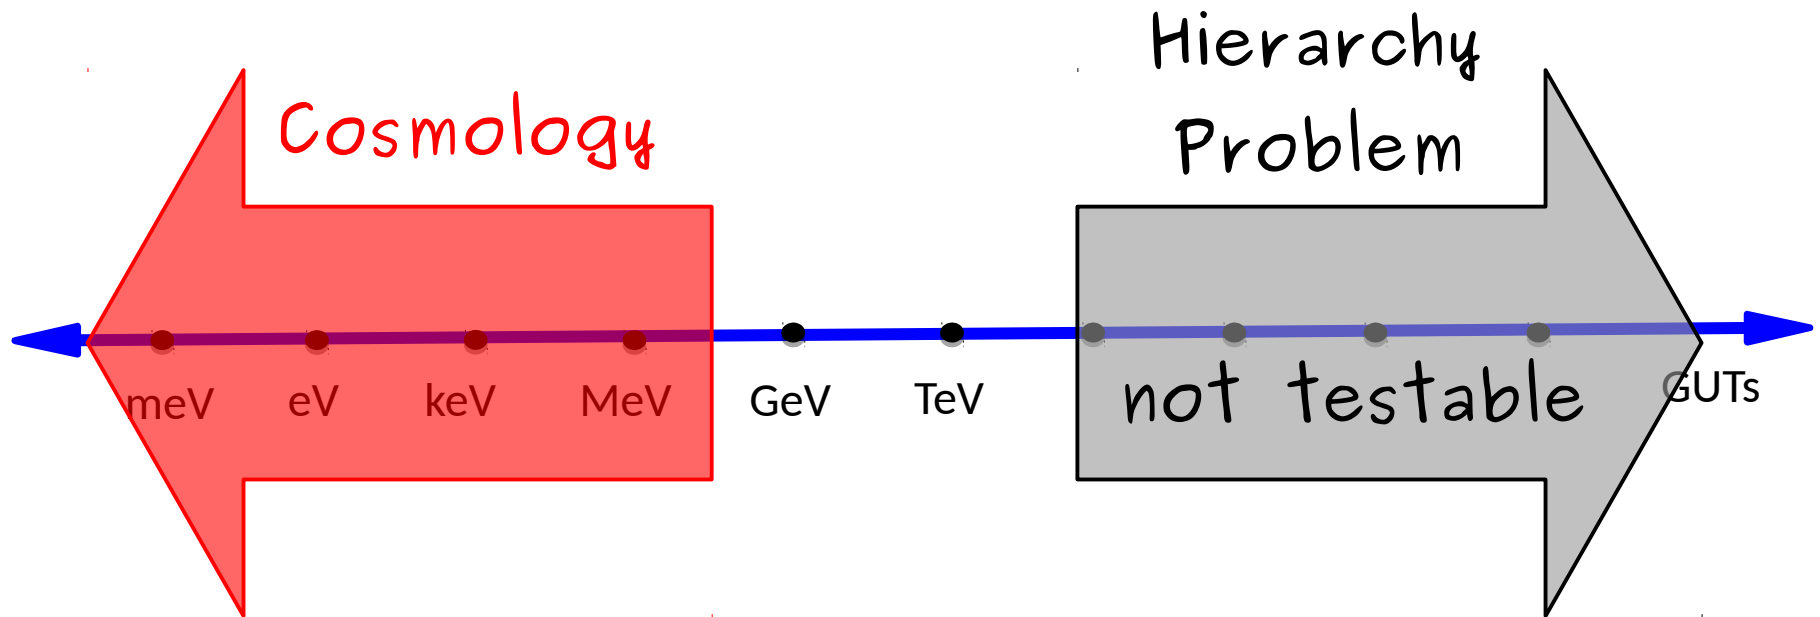 Hierarchy
Problem
Cosmology
meV eV keV MeV GeV TeV not testable GUTs